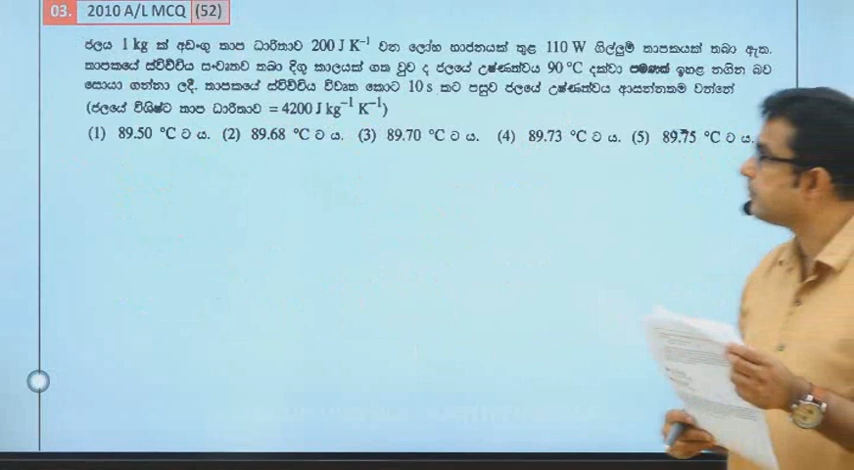 03. 2010 A/L MCQ (52)
ජලය 1 kg ක් අඩංගු තාප ධාරිතාව 200 J K⁻¹ වන ලෝහ භාජනයක් තුළ 110 W ගිල්ලුම් තාපකයක් තබා ඇත.
තාපකයේ ස්විච්චිය සංවෘතව තබා දිගු කාලයක් ගත වුව ද ජලයේ උෂ්ණත්වය 90 °C දක්වා පමණක් ඉහළ නගින බව
සොයා ගන්නා ලදී. තාපකයේ ස්විච්චිය විවෘත කොට 10 s කට පසුව ජලයේ උෂ්ණත්වය ආසන්නතම වන්නේ
(ජලයේ විශිෂ්ට තාප ධාරිතාව = 4200 J kg⁻¹ K⁻¹)
(1) 89.50 °C ට ය. (2) 89.68 °C ට ය. (3) 89.70 °C ට ය. (4) 89.73 °C ට ය. (5) 89.75 °C ට ය.